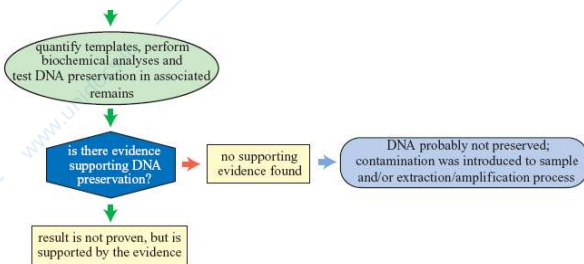 quantify templates, perform
biochemical analyses and
test DNA preservation in associated
remains
is there evidence
supporting DNA
preservation?
no supporting
evidence found
DNA probably not preserved;
contamination was introduced to sample
and/or extraction/amplification process
result is not proven, but is
supported by the evidence